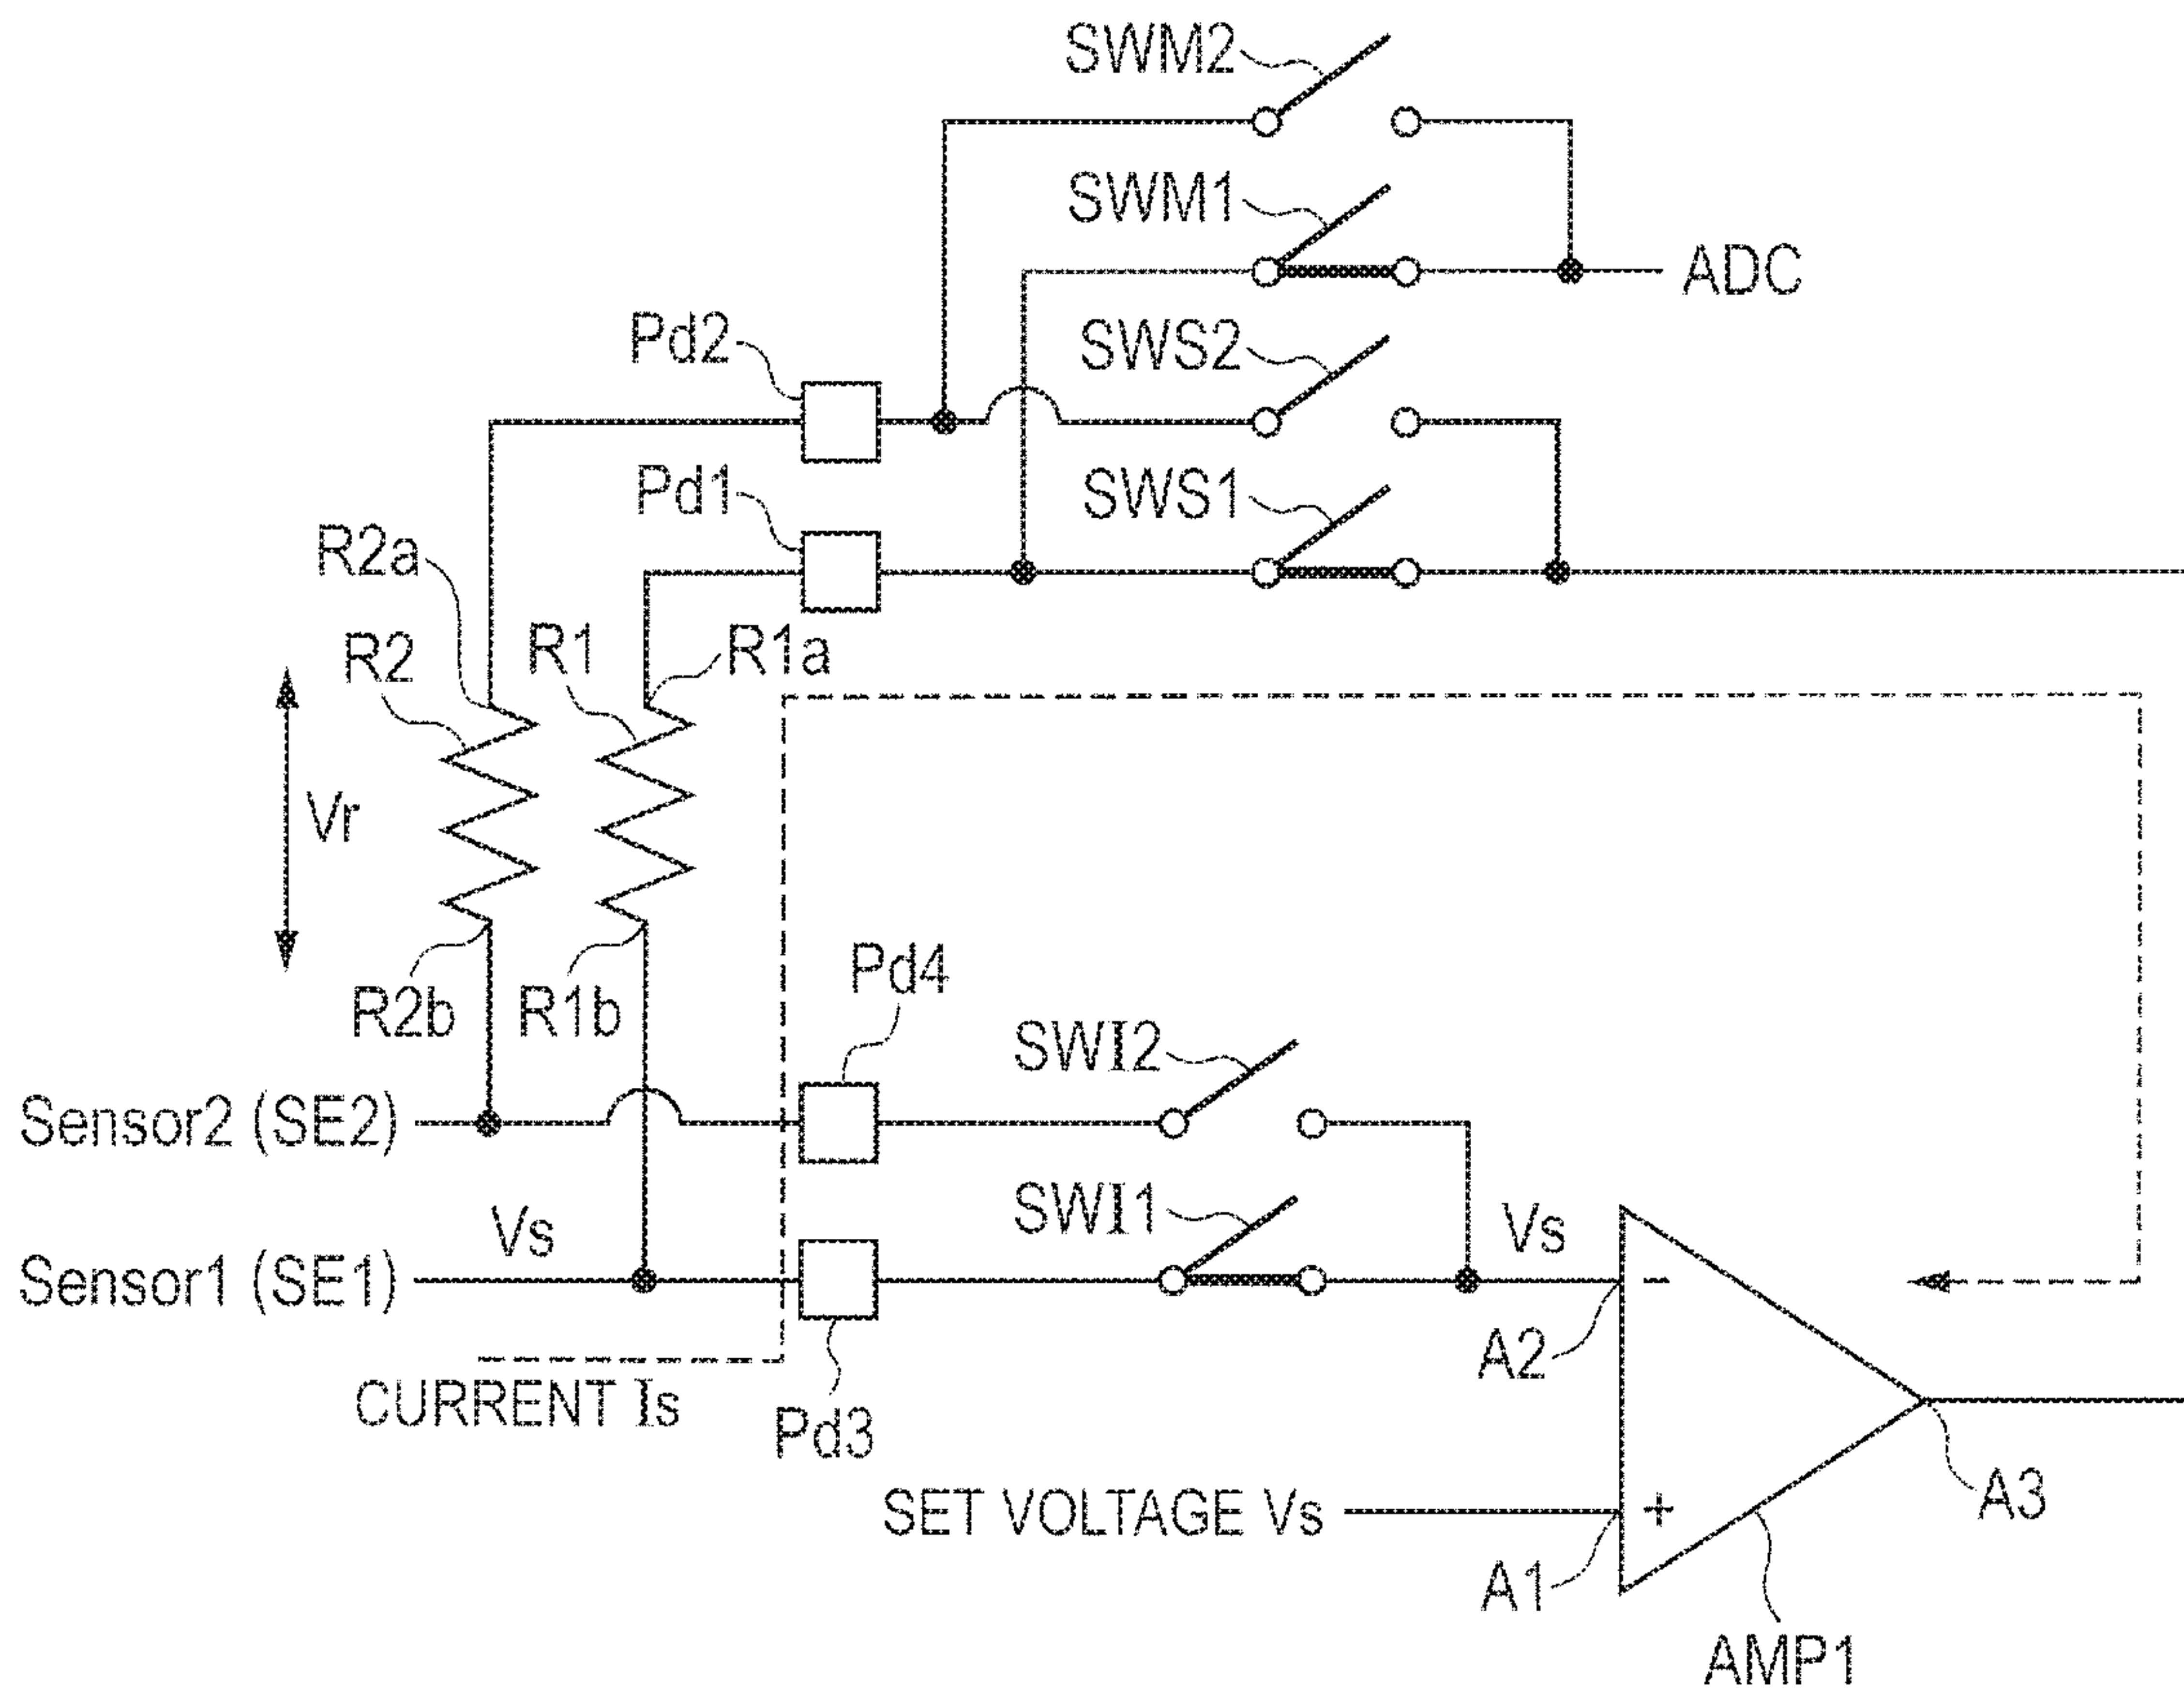 SWM2
SWM1
ADC
Pd2
SWS2
Pd1
SWS1
R2a
R2
R1
R1a
Vr
R2b
R1b
Pd4
SWI2
Sensor2 (SE2)
Vs
SWI1
Vs
Sensor1 (SE1)
-
A2
CURRENT Is
Pd3
SET VOLTAGE Vs
+
A3
A1
AMP1